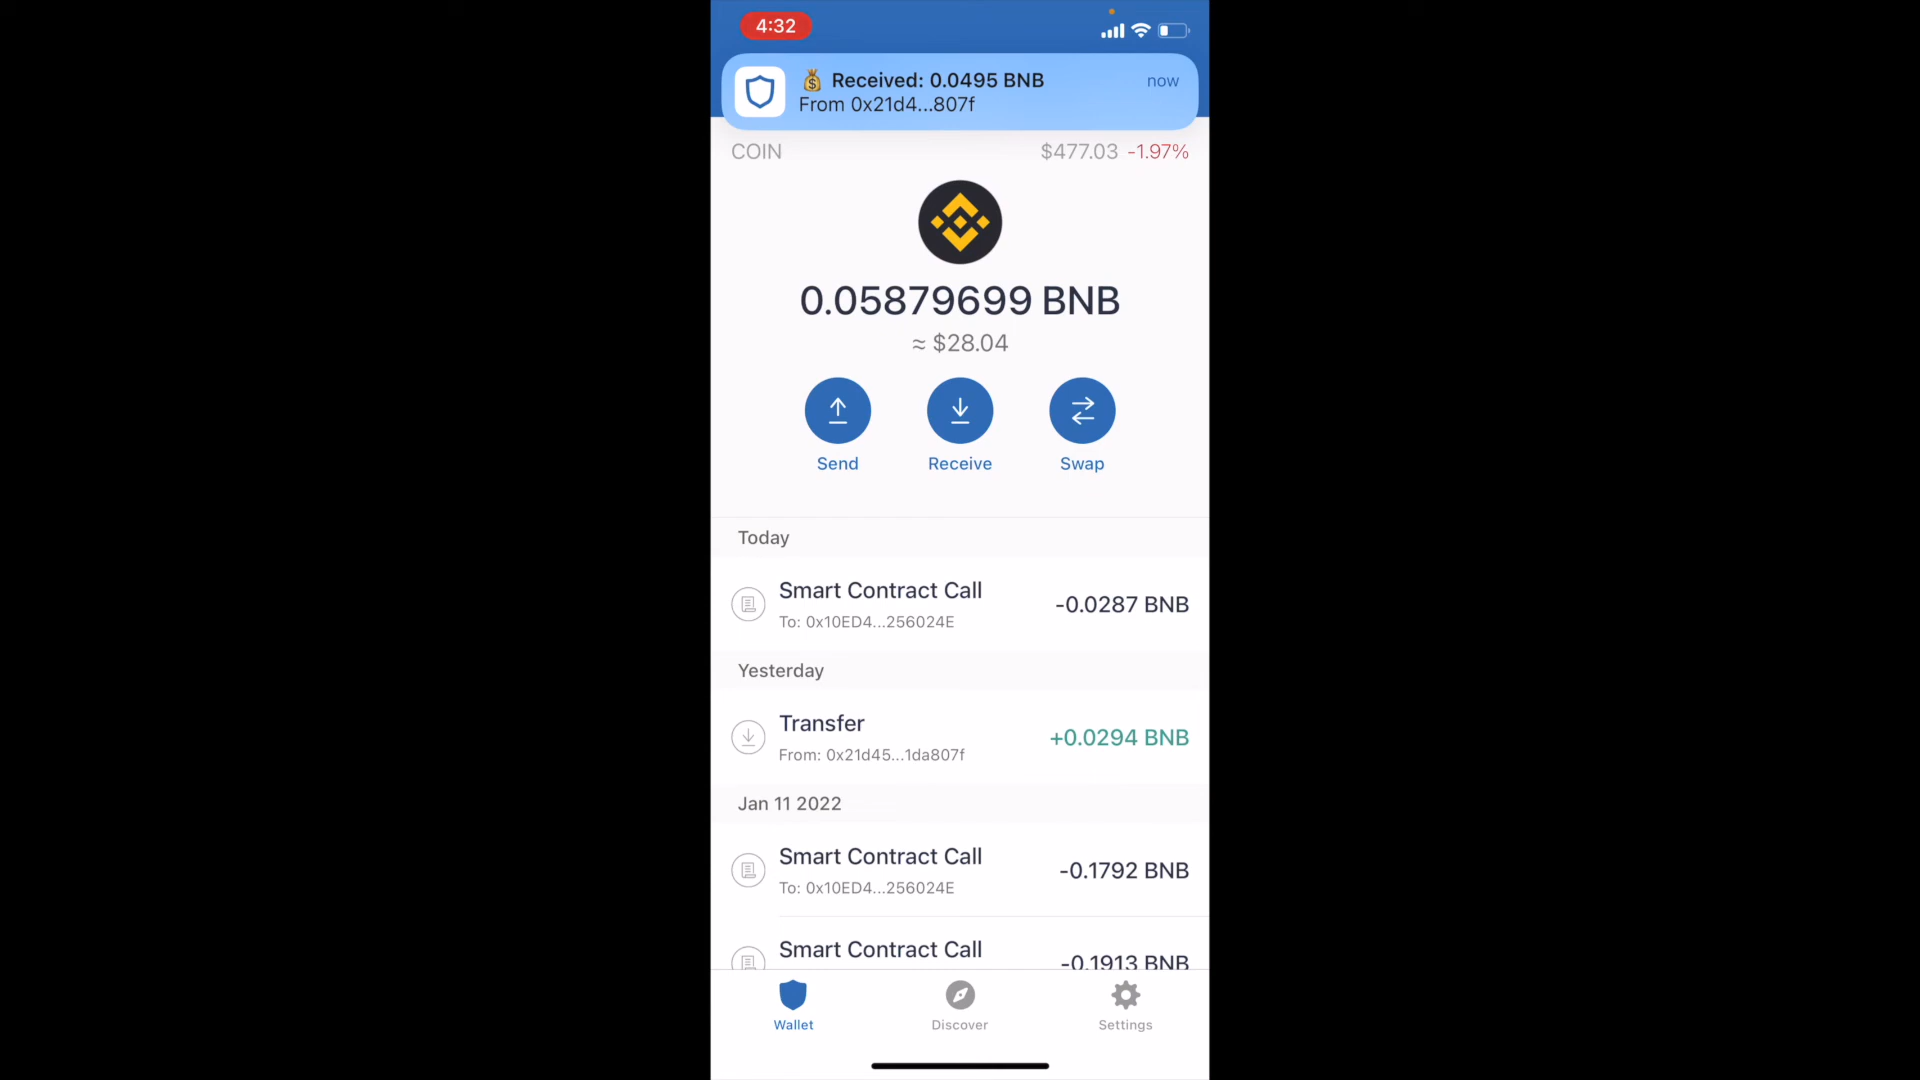 4:32
💰 Received: 0.0495 BNB
now
From 0x21d4...807f
COIN
$477.03 -1.97%
0.05879699 BNB
≈ $28.04
Send
Receive
Swap
Today
Smart Contract Call
-0.0287 BNB
To: 0x10ED4...256024E
Yesterday
Transfer
+0.0294 BNB
From: 0x21d45...1da807f
Jan 11 2022
Smart Contract Call
-0.1792 BNB
To: 0x10ED4...256024E
Smart Contract Call
-0.1913 BNB
Wallet
Discover
Settings